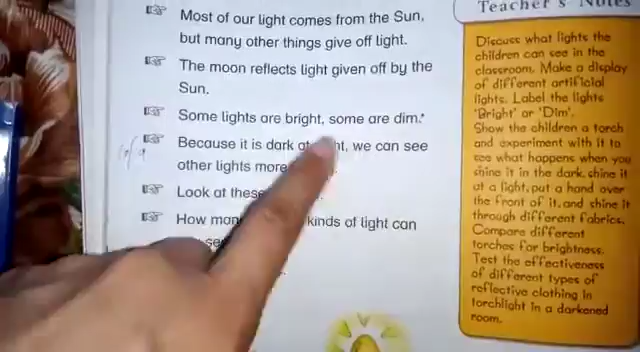 Most of our light comes from the Sun,
but many other things give off light.
The moon reflects light given off by the
Sun.
Some lights are bright, some are dim.
Because it is dark at, we can see
other lights more
Look at these
How many kinds of light can
see
Teacher's Notes
Discuss what lights the
children can see in the
classroom. Make a display
of different artificial
lights. Label the lights
'Bright' or 'Dim'.
Show the children a torch
and experiment with it to
see what happens when you
shine it in the dark, shine it
at a light, put a hand over
the front of it, and shine it
through different fabrics.
Compare different
torches for brightness.
Test the effectiveness
of different types of
reflective clothing in
torchlight in a darkened
room.